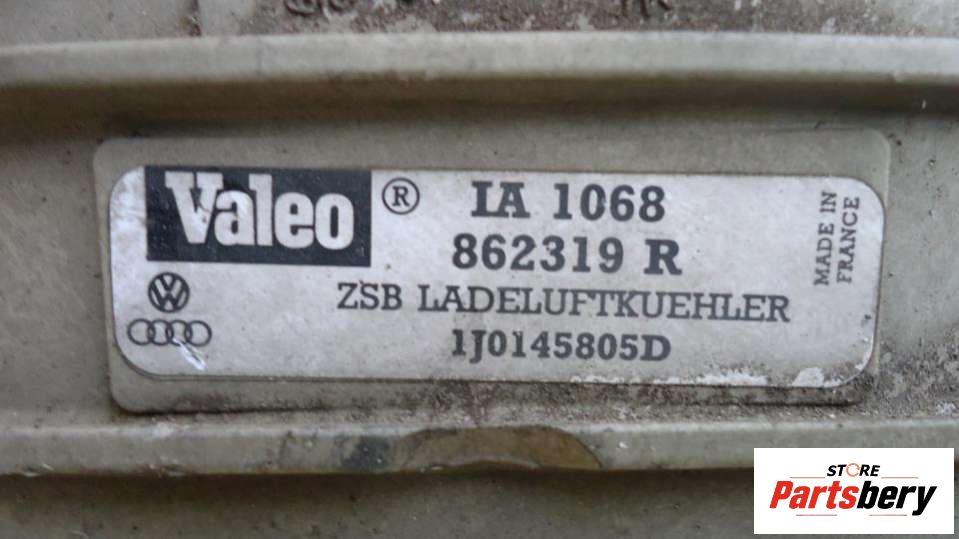 Valeo ® IA 1068
862319 R
ZSB LADELUFTKUEHLER
1J0145805D
MADE IN
FRANCE
STORE
Partsbery